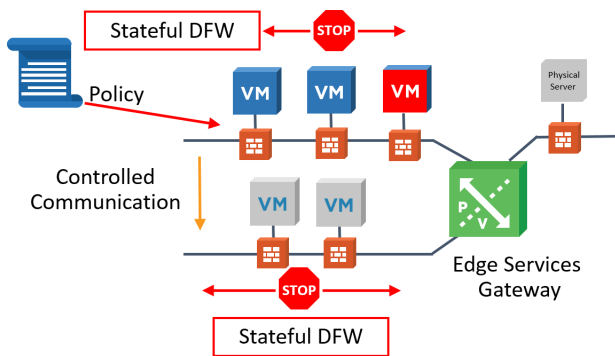 Stateful DFW
STOP
Policy
VM
VM
VM
Physical
Server
Controlled
Communication
VM
VM
P
V
Edge Services
Gateway
STOP
Stateful DFW